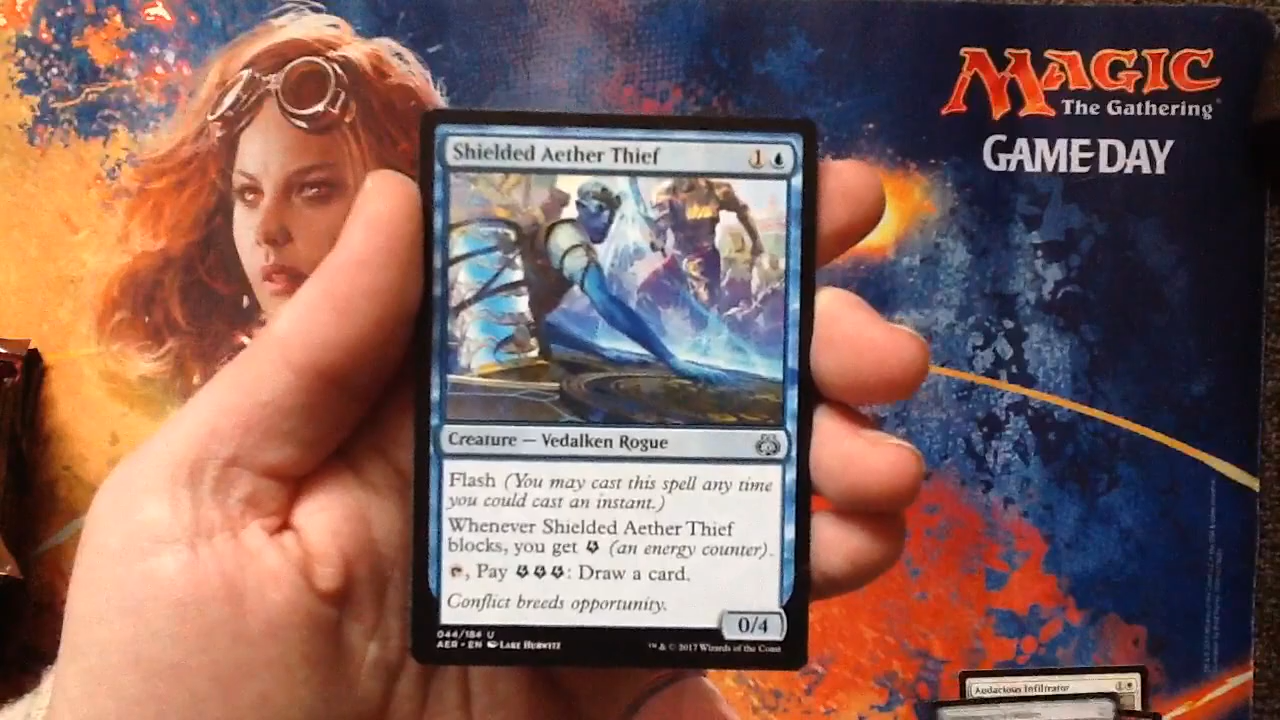 MAGIC
The Gathering
GAME DAY
Shielded Aether Thief
1
Creature — Vedalken Rogue
Flash (You may cast this spell any time
you could cast an instant.)
Whenever Shielded Aether Thief
blocks, you get (an energy counter).
, Pay : Draw a card.
Conflict breeds opportunity.
0/4
044/184 U
AER • EN Lake Hurwitz
™ & © 2017 Wizards of the Coast
Audacious Infiltrator
1